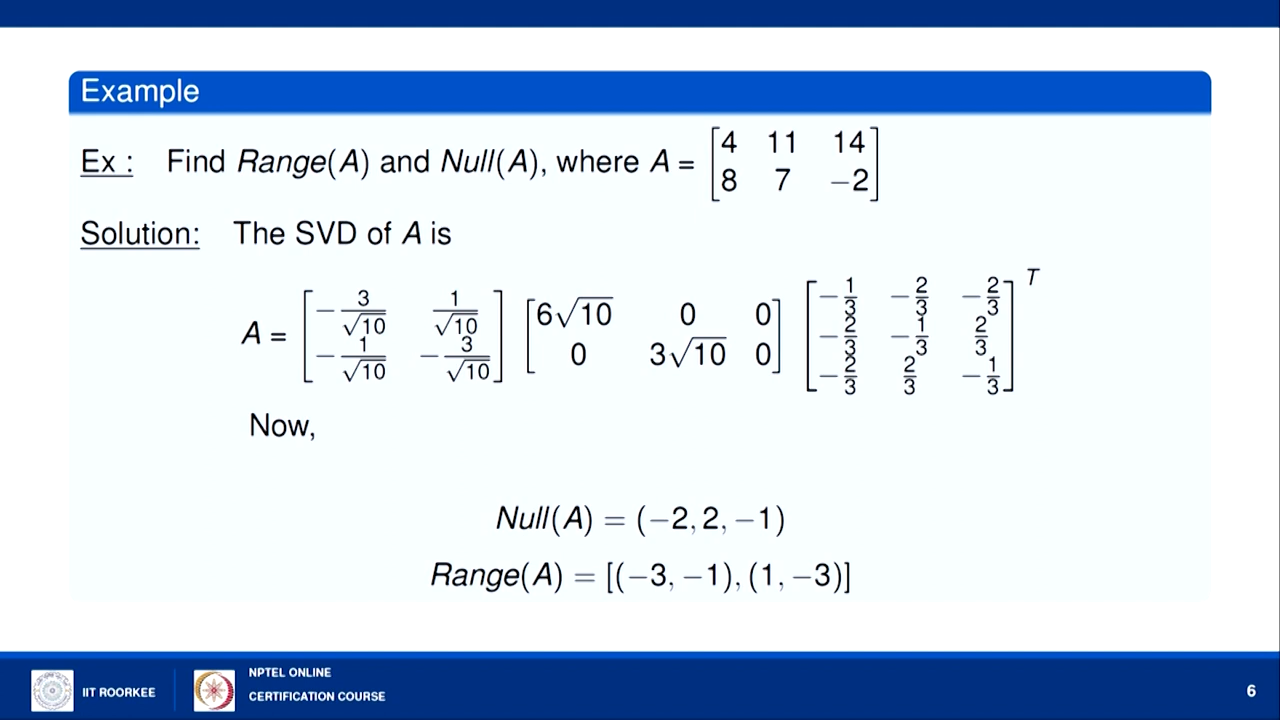 Example
Ex : Find Range(A) and Null(A), where A = [4 11 14; 8 7 −2]
Solution: The SVD of A is
A = [−3/√10 1/√10; −1/√10 −3/√10] [6√10 0 0; 0 3√10 0] [−1/3 −2/3 −2/3; −2/3 −1/3 2/3; −2/3 2/3 −1/3]^T
Now,
Null(A) = (−2, 2, −1)
Range(A) = [(−3, −1), (1, −3)]
IIT ROORKEE
NPTEL ONLINE
CERTIFICATION COURSE
6